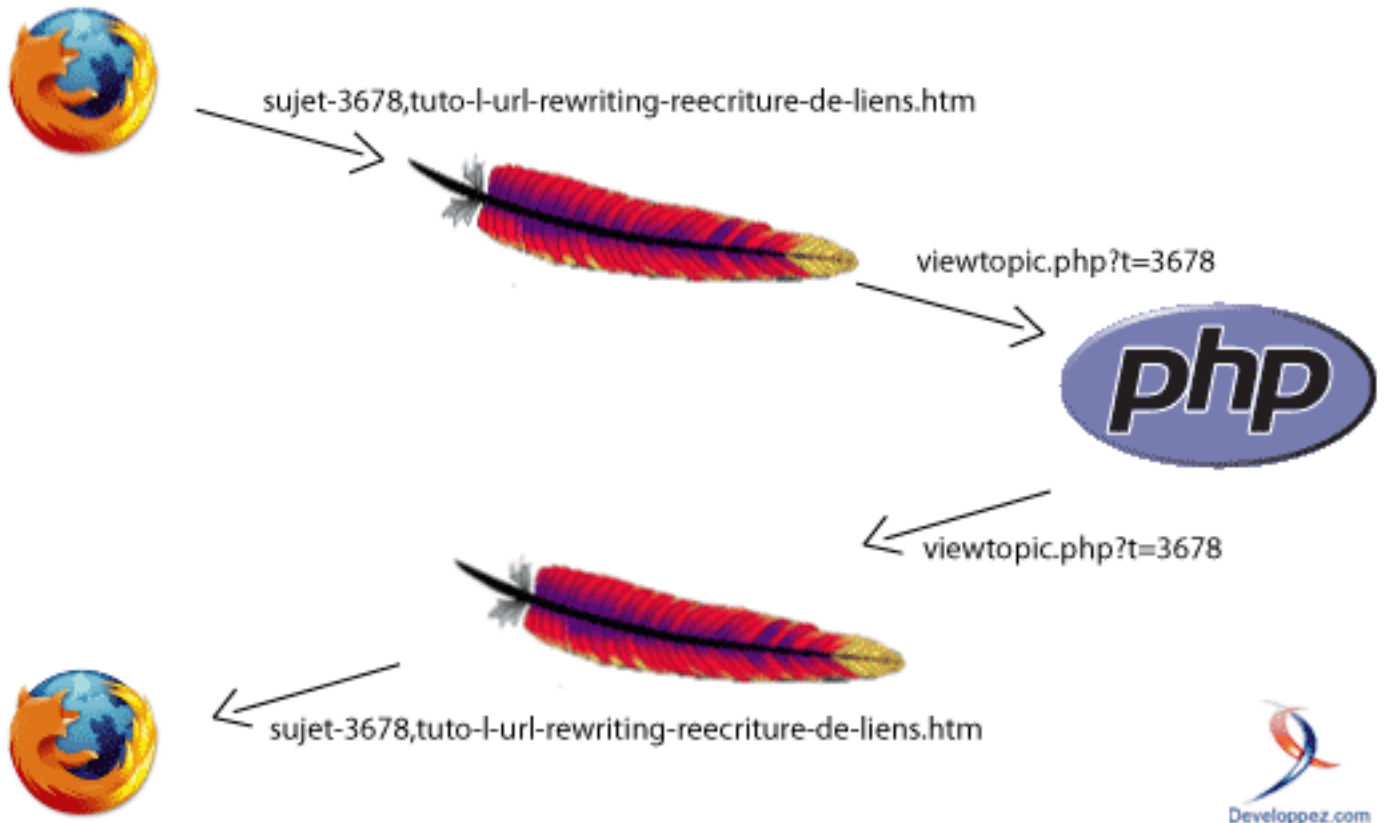 sujet-3678,tuto-l-url-rewriting-reecriture-de-liens.htm
viewtopic.php?t=3678
php
viewtopic.php?t=3678
sujet-3678,tuto-l-url-rewriting-reecriture-de-liens.htm
Developpez.com